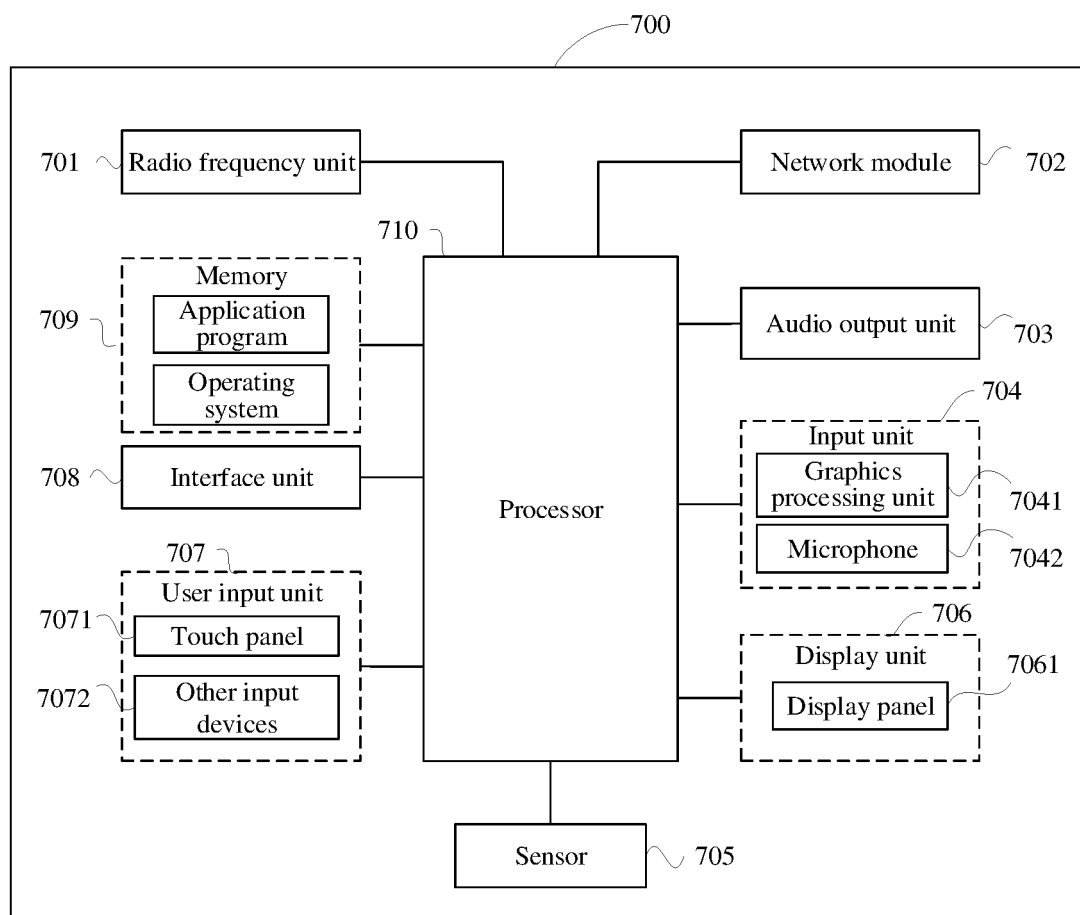 700
701
Radio frequency unit
Network module
702
710
Memory
Application
program
Operating
system
709
Audio output unit
703
704
Input unit
Graphics
processing unit
7041
Microphone
7042
708
Interface unit
Processor
707
User input unit
7071
Touch panel
7072
Other input
devices
706
Display unit
7061
Display panel
Sensor
705